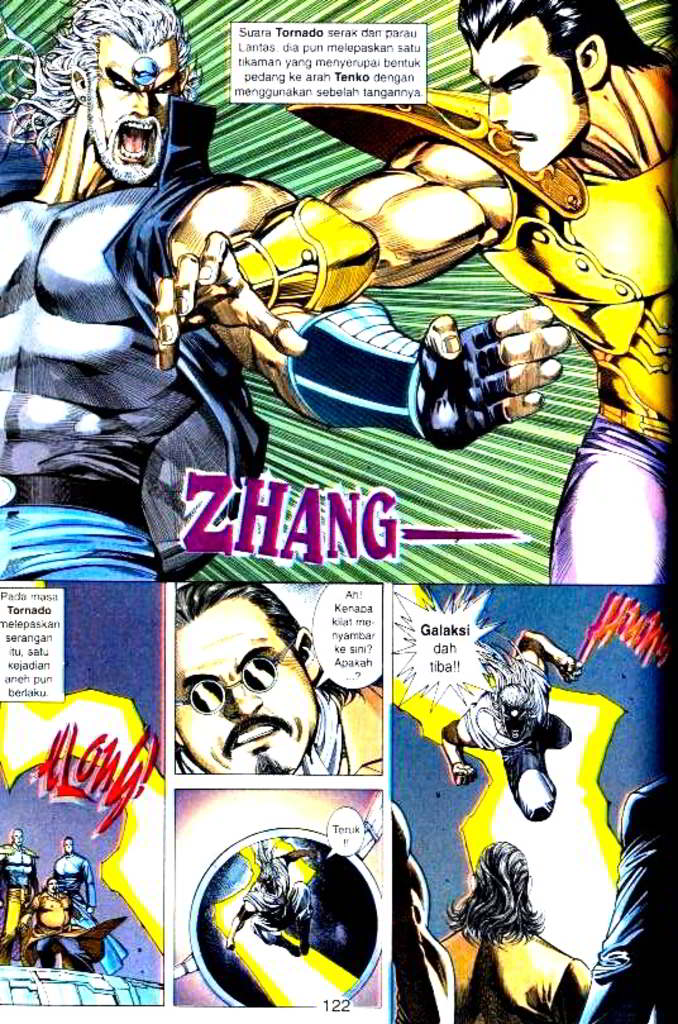 Suara Tornado serak dan parau.
Lantas, dia pun melepaskan satu
tikaman yang menyerupai bentuk
pedang ke arah Tenko dengan
menggunakan sebelah tangannya.
ZHANG
Pada masa
Tornado
melepaskan
serangan
itu, satu
kejadian
aneh pun
berlaku.
HLONG!
Ah!
Kenapa
kilat me-
nyambar
ke sini?
Apakah
...?
Teruk
!!
Galaksi
dah
tiba!!
122